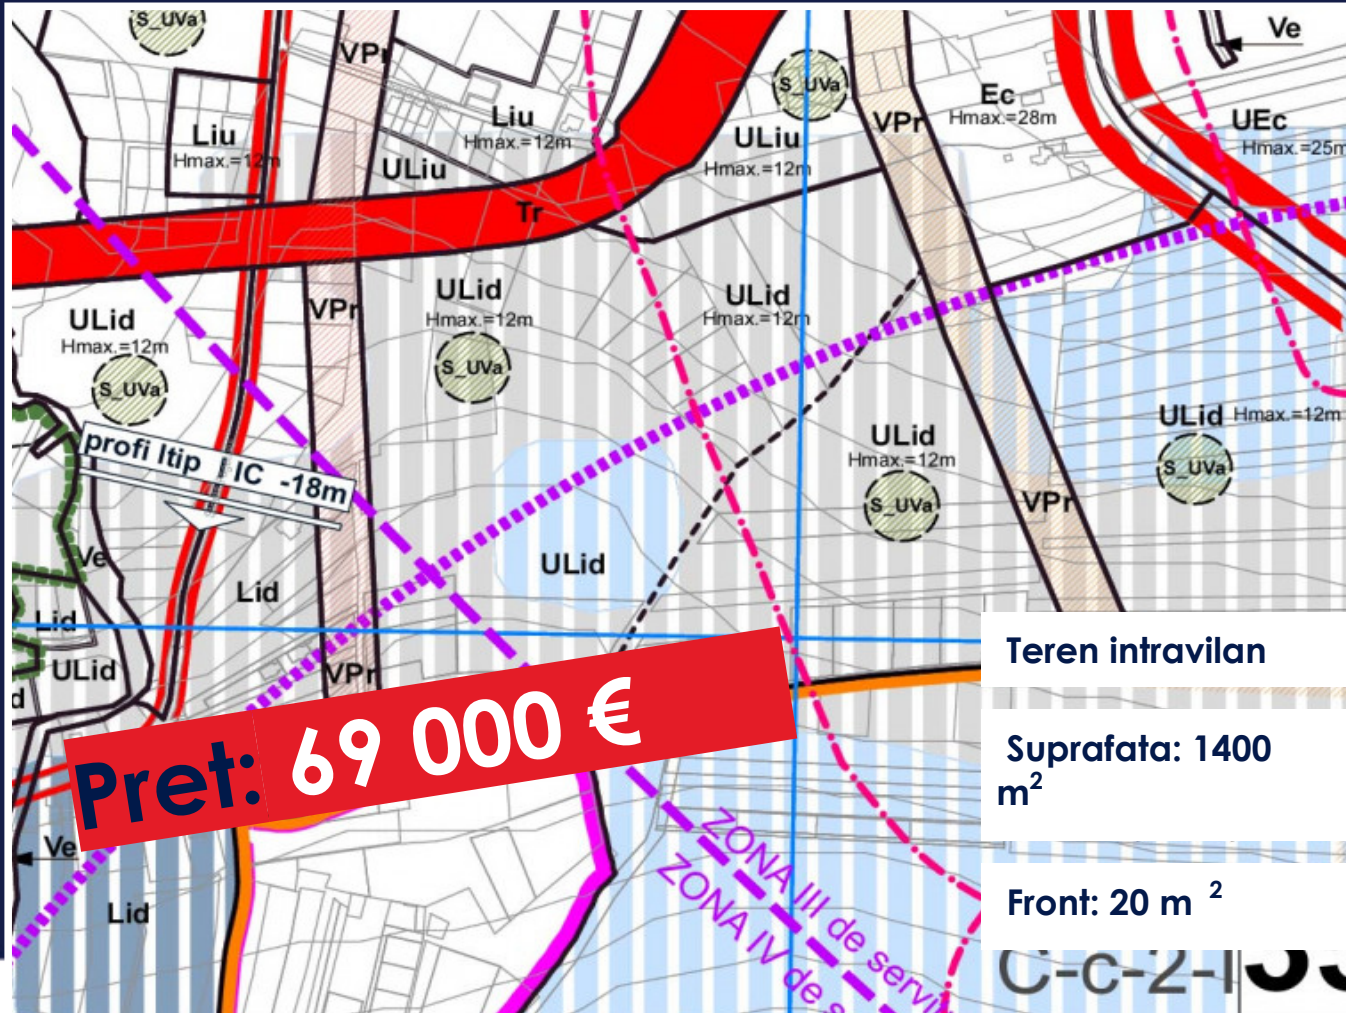 S_UVa
Ve
VPr
Liu
Hmax.=12m
Liu
Hmax.=12m
ULiu
S_UVa
ULiu
Hmax.=12m
VPr
Ec
Hmax.=28m
UEc
Hmax.=25m
Tr
ULid
Hmax.=12m
S_UVa
VPr
ULid
Hmax.=12m
S_UVa
ULid
Hmax.=12m
ULid
Hmax.=12m
S_UVa
ULid Hmax.=12m
S_UVa
VPr
profi ltip IC -18m
Ve
Lid
Lid
ULid
d
ULid
VPr
Pret: 69 000 €
Teren intravilan
Suprafata: 1400
m²
Front: 20 m ²
Ve
Lid
ZONA III de servit
ZONA IV de s
C-c-2-